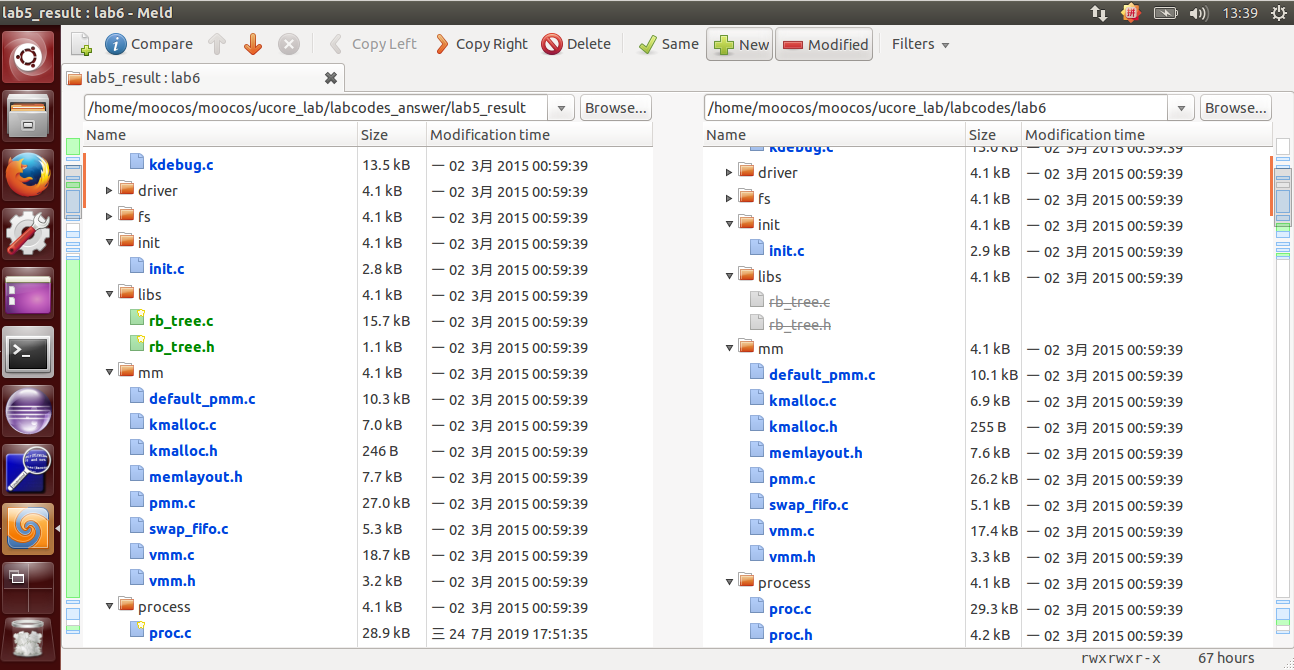 lab5_result : lab6 - Meld
拼 13:39
Compare Copy Left Copy Right Delete Same New Modified Filters
lab5_result : lab6
/home/moocos/moocos/ucore_lab/labcodes_answer/lab5_result Browse...
/home/moocos/moocos/ucore_lab/labcodes/lab6 Browse...
Name Size Modification time
kdebug.c 13.5 kB 一 02 3月 2015 00:59:39
driver 4.1 kB 一 02 3月 2015 00:59:39
fs 4.1 kB 一 02 3月 2015 00:59:39
init 4.1 kB 一 02 3月 2015 00:59:39
init.c 2.8 kB 一 02 3月 2015 00:59:39
libs 4.1 kB 一 02 3月 2015 00:59:39
rb_tree.c 15.7 kB 一 02 3月 2015 00:59:39
rb_tree.h 1.1 kB 一 02 3月 2015 00:59:39
mm 4.1 kB 一 02 3月 2015 00:59:39
default_pmm.c 10.3 kB 一 02 3月 2015 00:59:39
kmalloc.c 7.0 kB 一 02 3月 2015 00:59:39
kmalloc.h 246 B 一 02 3月 2015 00:59:39
memlayout.h 7.7 kB 一 02 3月 2015 00:59:39
pmm.c 27.0 kB 一 02 3月 2015 00:59:39
swap_fifo.c 5.3 kB 一 02 3月 2015 00:59:39
vmm.c 18.7 kB 一 02 3月 2015 00:59:39
vmm.h 3.2 kB 一 02 3月 2015 00:59:39
process 4.1 kB 一 02 3月 2015 00:59:39
proc.c 28.9 kB 三 24 7月 2019 17:51:35
Name Size Modification time
kdebug.c 13.0 kB 一 02 3月 2015 00:59:39
driver 4.1 kB 一 02 3月 2015 00:59:39
fs 4.1 kB 一 02 3月 2015 00:59:39
init 4.1 kB 一 02 3月 2015 00:59:39
init.c 2.9 kB 一 02 3月 2015 00:59:39
libs 4.1 kB 一 02 3月 2015 00:59:39
rb_tree.c
rb_tree.h
mm 4.1 kB 一 02 3月 2015 00:59:39
default_pmm.c 10.1 kB 一 02 3月 2015 00:59:39
kmalloc.c 6.9 kB 一 02 3月 2015 00:59:39
kmalloc.h 255 B 一 02 3月 2015 00:59:39
memlayout.h 7.6 kB 一 02 3月 2015 00:59:39
pmm.c 26.2 kB 一 02 3月 2015 00:59:39
swap_fifo.c 5.1 kB 一 02 3月 2015 00:59:39
vmm.c 17.4 kB 一 02 3月 2015 00:59:39
vmm.h 3.3 kB 一 02 3月 2015 00:59:39
process 4.1 kB 一 02 3月 2015 00:59:39
proc.c 29.3 kB 一 02 3月 2015 00:59:39
proc.h 4.2 kB 一 02 3月 2015 00:59:39
rwxrwxr-x 67 hours